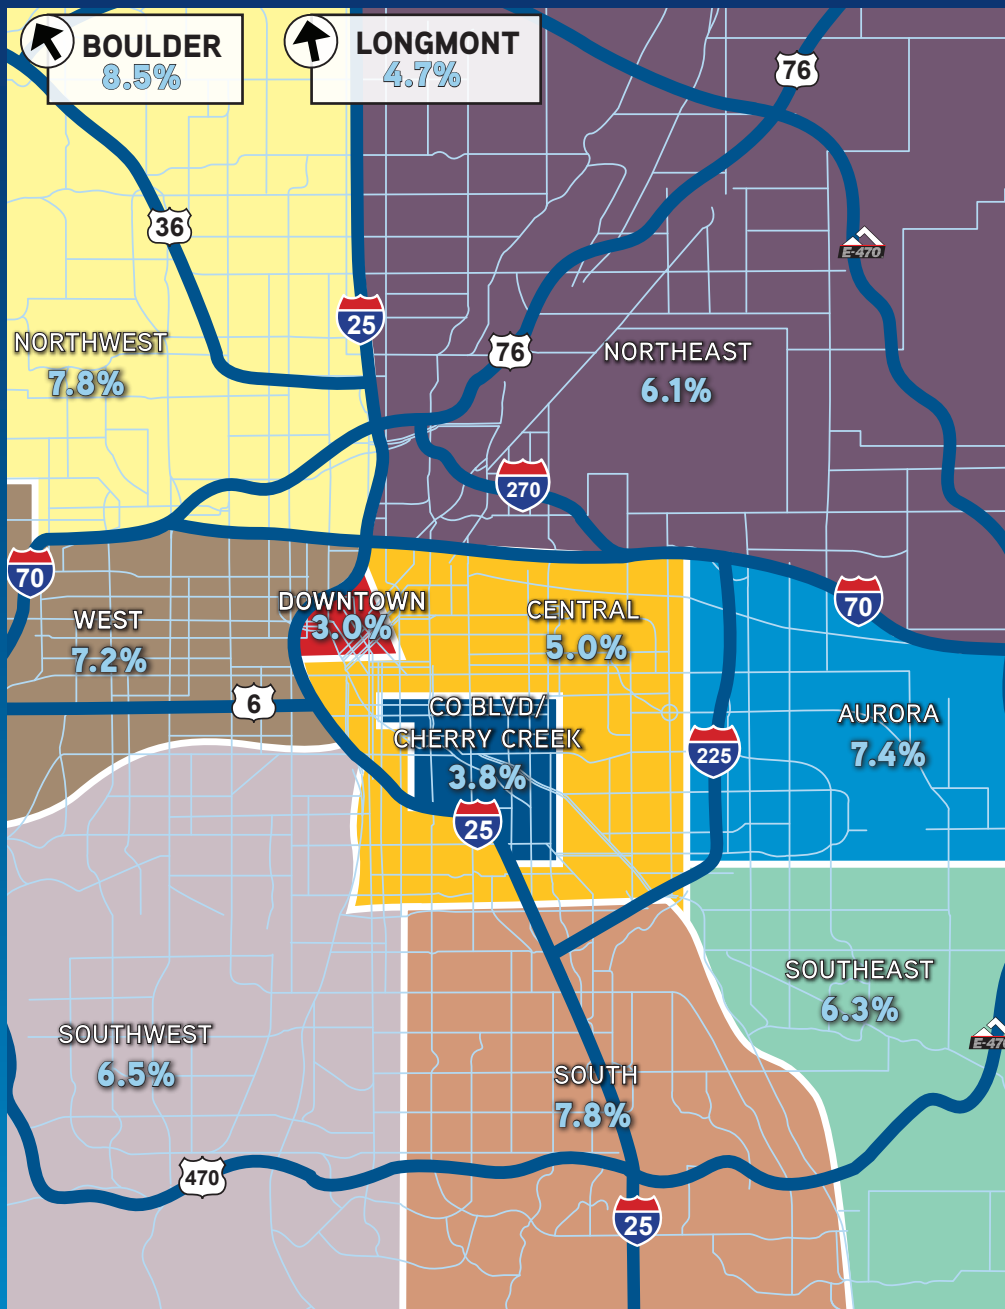 BOULDER
8.5%
LONGMONT
4.7%
76
36
E-470
25
NORTHWEST
7.8%
76
NORTHEAST
6.1%
270
70
70
WEST
7.2%
DOWNTOWN
3.0%
CENTRAL
5.0%
6
CO BLVD/
CHERRY CREEK
3.8%
225
AURORA
7.4%
25
SOUTHEAST
6.3%
SOUTHWEST
6.5%
E-470
SOUTH
7.8%
470
25